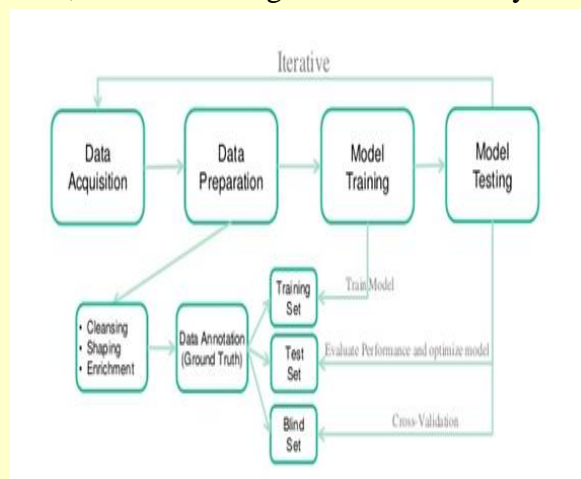 Iterative
Data
Acquisition
Data
Preparation
Model
Training
Model
Testing
• Cleansing
• Shaping
• Enrichment
Data Annotation
(Ground Truth)
Training
Set
Train Model
Test
Set
Evaluate Performance and optimize model
Blind
Set
Cross-Validation